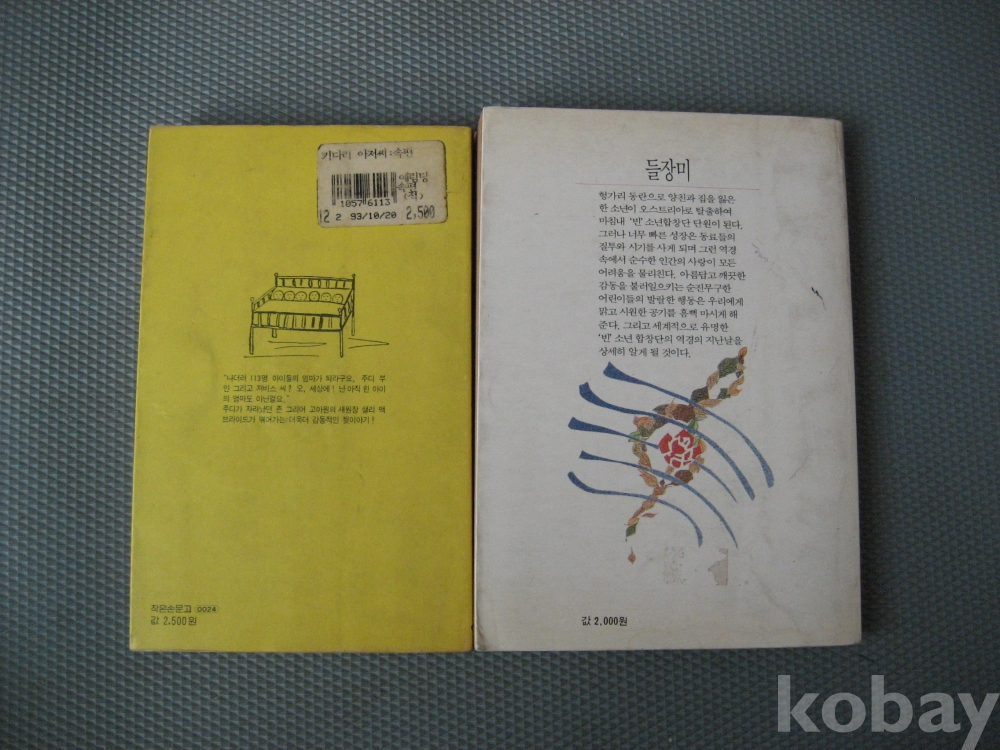 키다리 아저씨:속편
예림당
속편
(적)
10576113
12 2 93/10/20 2,500
"나더러 113명 아이들의 엄마가 되라구요, 주디 부
인 그리고 저비스 씨? 오, 세상에! 난 아직 한 아이
의 엄마도 아닌걸요."
주디가 자라났던 존 그리어 고아원의 새원장 샐리 맥
브라이드가 엮어가는 더욱더 감동적인 뒷이야기!
작은손문고 0024
값 2,500원
들장미
헝가리 동란으로 양친과 집을 잃은
한 소년이 오스트리아로 탈출하여
마침내 '빈' 소년합창단 단원이 된다.
그러나 너무 빠른 성장은 동료들의
질투와 시기를 사게 되며 그런 역경
속에서 순수한 인간의 사랑이 모든
어려움을 물리친다. 아름답고 깨끗한
감동을 불러일으키는 순진무구한
어린이들의 발랄한 행동은 우리에게
맑고 시원한 공기를 흠뻑 마시게 해
준다. 그리고 세계적으로 유명한
'빈' 소년 합창단의 역경의 지난날을
상세히 알게 될 것이다.
값 2,000원
kobay